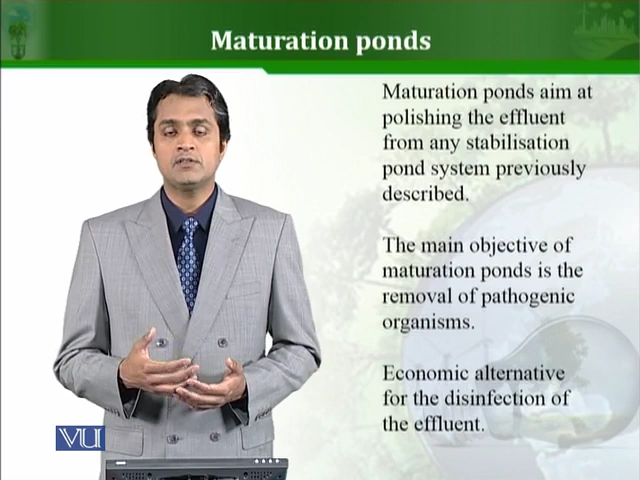 Maturation ponds
Maturation ponds aim at
polishing the effluent
from any stabilisation
pond system previously
described.
The main objective of
maturation ponds is the
removal of pathogenic
organisms.
Economic alternative
for the disinfection of
the effluent.
VU